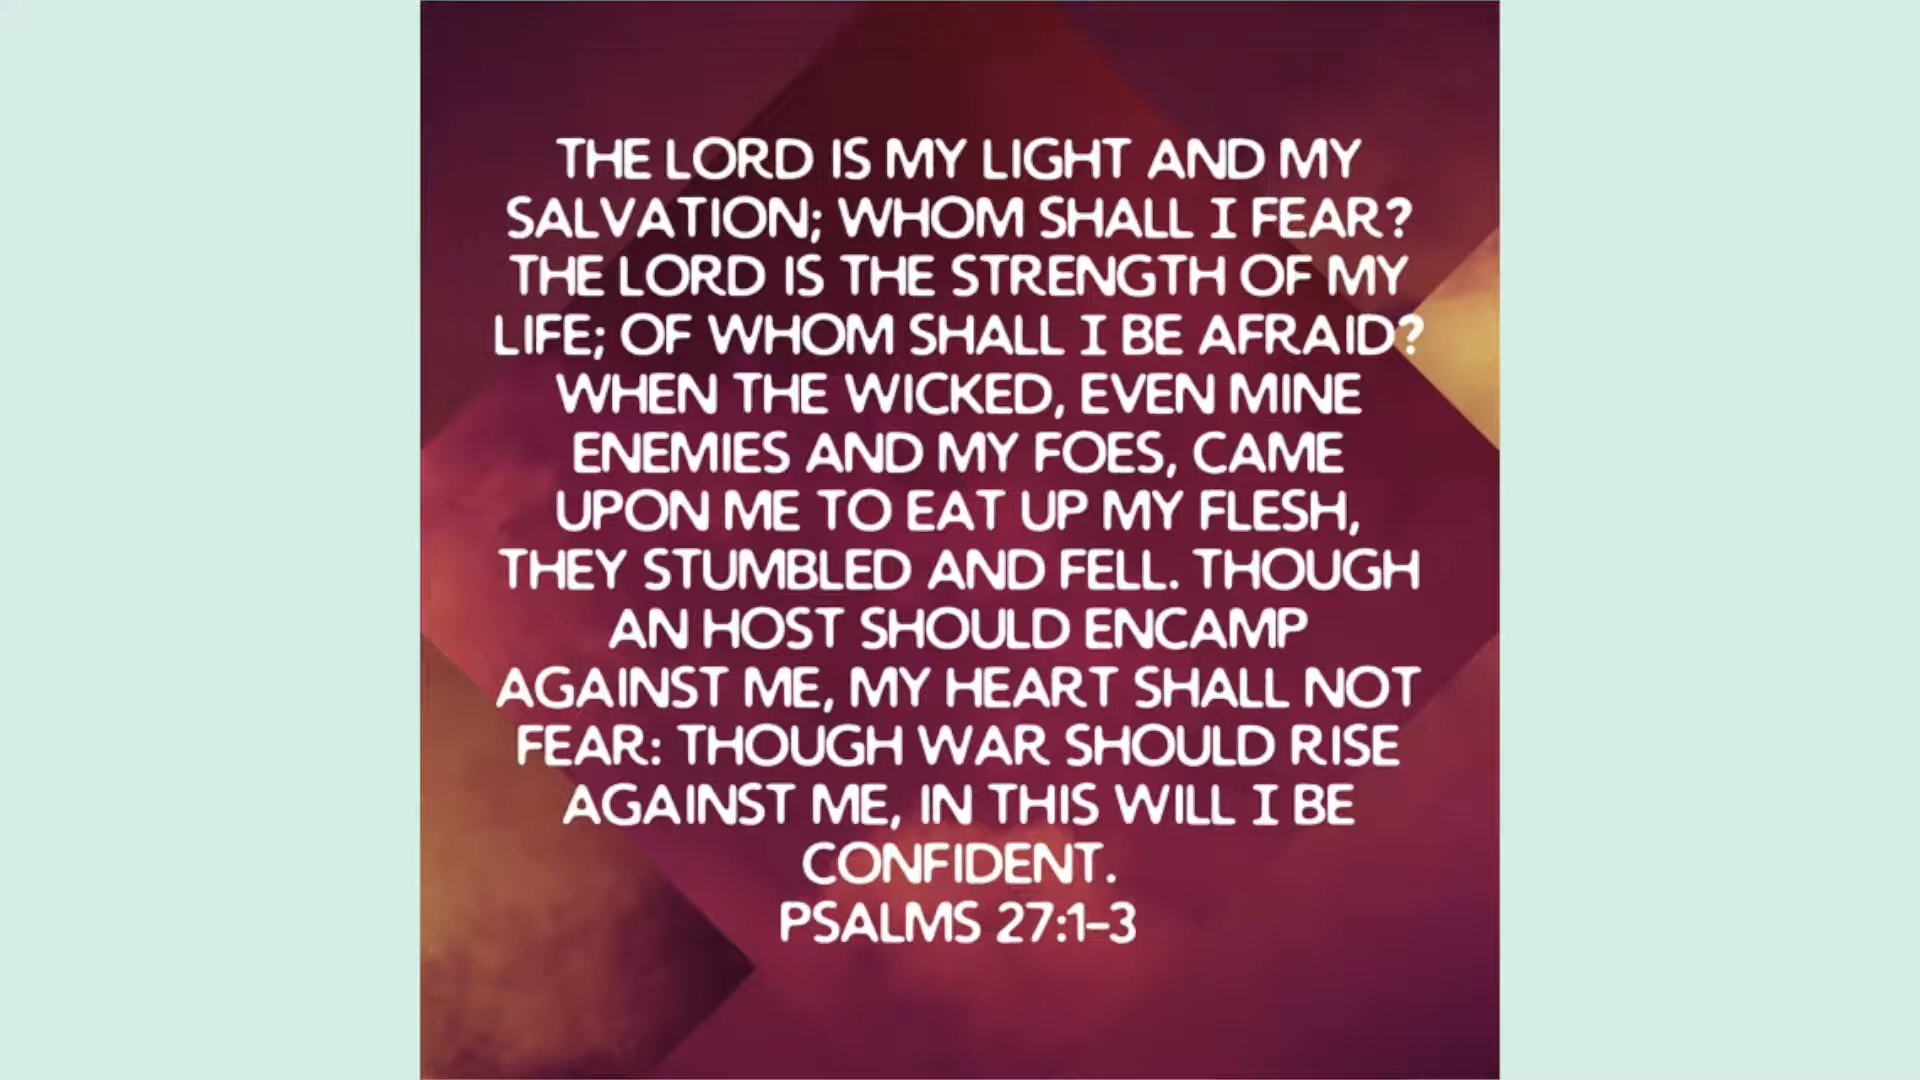 THE LORD IS MY LIGHT AND MY
SALVATION; WHOM SHALL I FEAR?
THE LORD IS THE STRENGTH OF MY
LIFE; OF WHOM SHALL I BE AFRAID?
WHEN THE WICKED, EVEN MINE
ENEMIES AND MY FOES, CAME
UPON ME TO EAT UP MY FLESH,
THEY STUMBLED AND FELL. THOUGH
AN HOST SHOULD ENCAMP
AGAINST ME, MY HEART SHALL NOT
FEAR: THOUGH WAR SHOULD RISE
AGAINST ME, IN THIS WILL I BE
CONFIDENT.
PSALMS 27:1–3